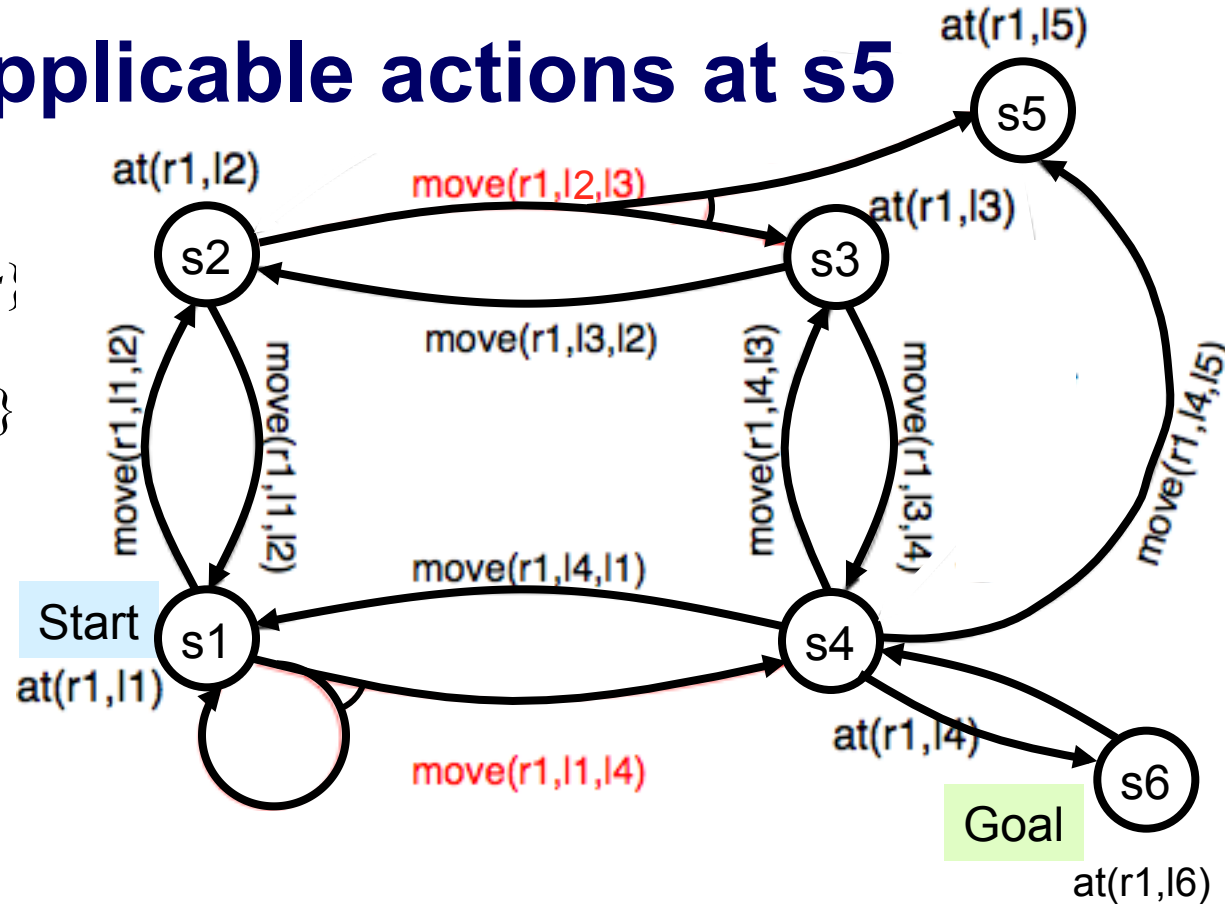 at(r1,l5)
pplicable actions at s5
s5
at(r1,l2)
move(r1,l2,l3)
at(r1,l3)
s2
s3
}
move(r1,l3,l2)
move(r1,l1,l2)
move(r1,l1,l2)
move(r1,l4,l3)
move(r1,l3,l4)
move(r1,l4,l5)
}
move(r1,l4,l1)
Start
s1
s4
at(r1,l1)
at(r1,l4)
move(r1,l1,l4)
s6
Goal
at(r1,l6)